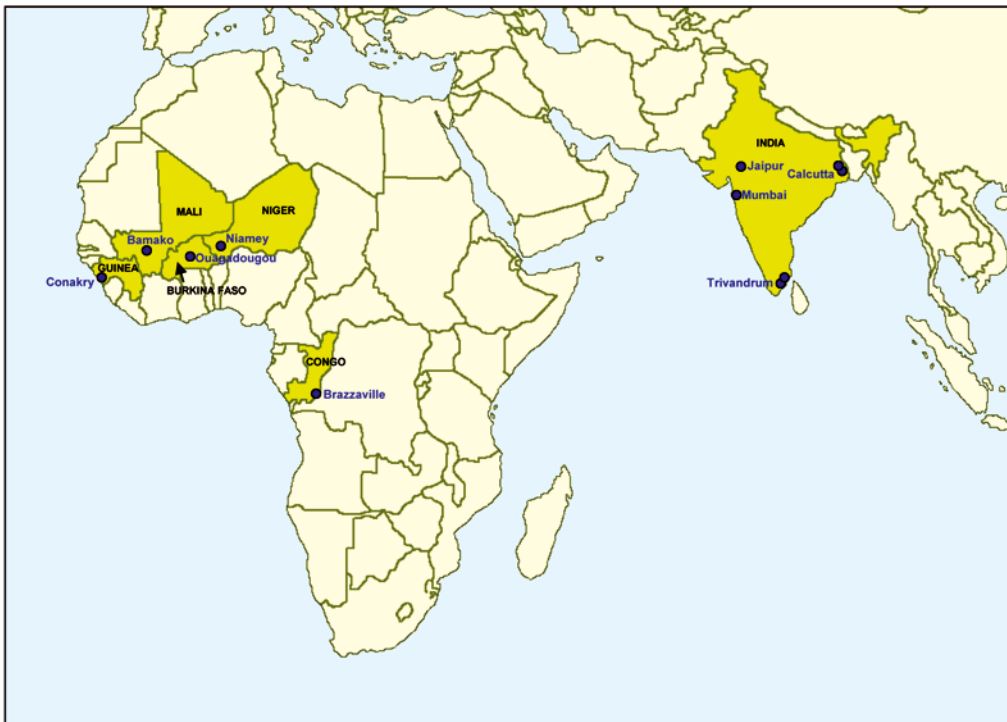 INDIA
Jaipur
Calcutta
Mumbai
MALI
NIGER
Bamako
Niamey
Ouagadougou
GUINEA
Conakry
BURKINA FASO
Trivandrum
CONGO
Brazzaville